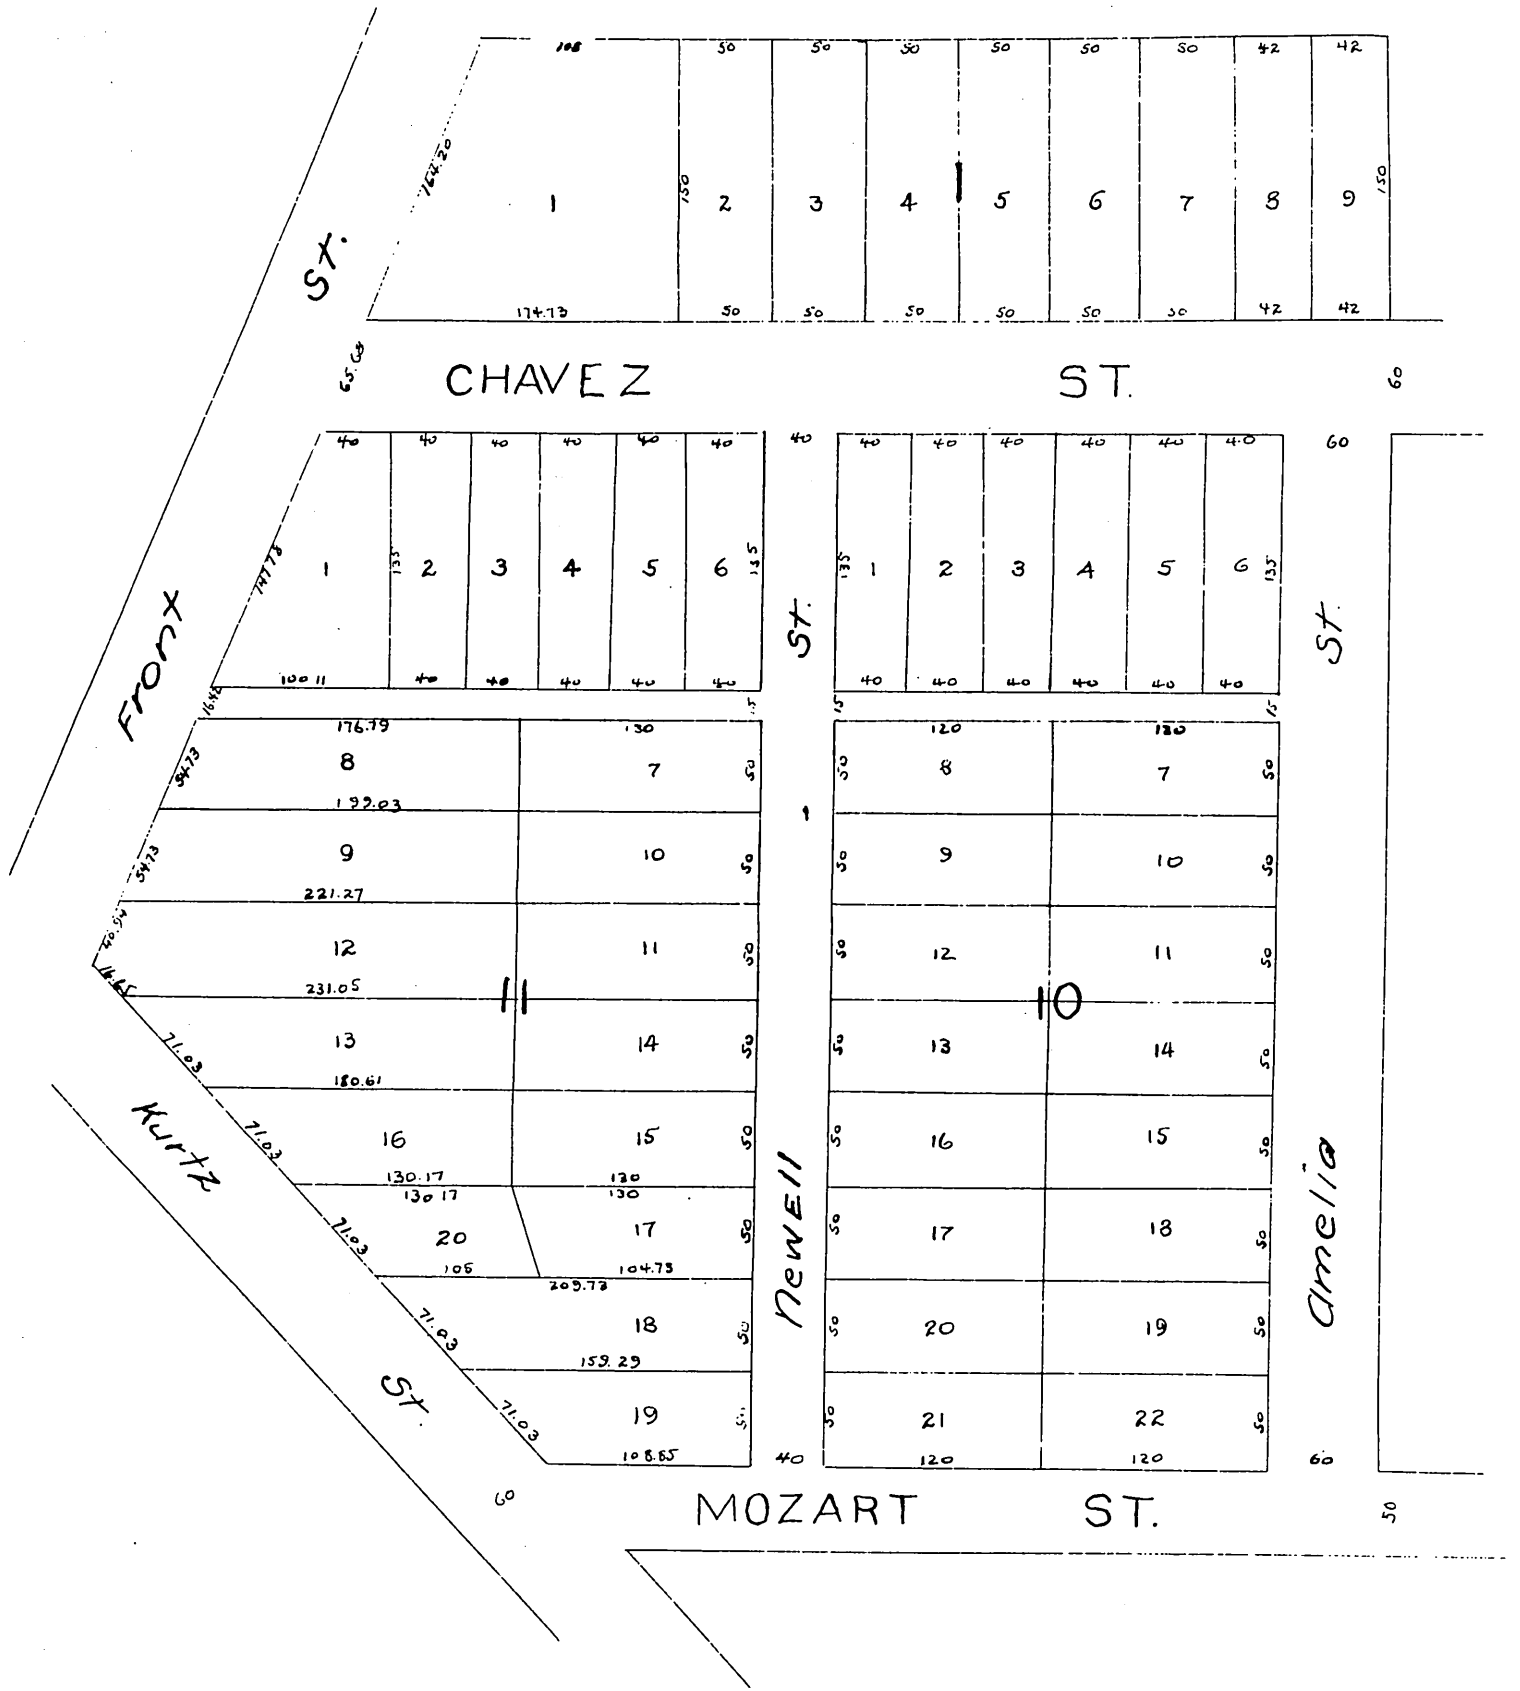 108 50 50 50 50 50 50 42 42
164.20
1 150 2 3 4 1 5 6 7 8 9 150
174.73 50 50 50 50 50 50 42 42
St.
65.68
CHAVEZ ST. 60
40 40 40 40 40 40 40 40 40 40 40 40 40 60
147.78
1 135 2 3 4 5 6 135 135 1 2 3 4 5 6 135
Front St. St.
100 11 40 40 40 40 40 40 40 40 40 40 40
16.42 15 15 15
176.79 130 120 120
54.73 8 7 50 50 8 7 50
199.03
54.73 9 10 50 50 9 10 50
221.27
40.94 12 11 50 50 12 11 50
16.65 231.05 11 10
71.03 13 14 50 50 13 14 50
180.61
Kurtz
71.03 16 15 50 50 16 15 50
130.17 130
130 17 130
71.03 20 17 50 50 17 18 50
105 104.73
209.73
Newell Amelia
71.03 18 50 50 20 19 50
159.29
St.
71.03 19 50 50 21 22 50
108.85 40 120 120 60
60
MOZART ST. 50